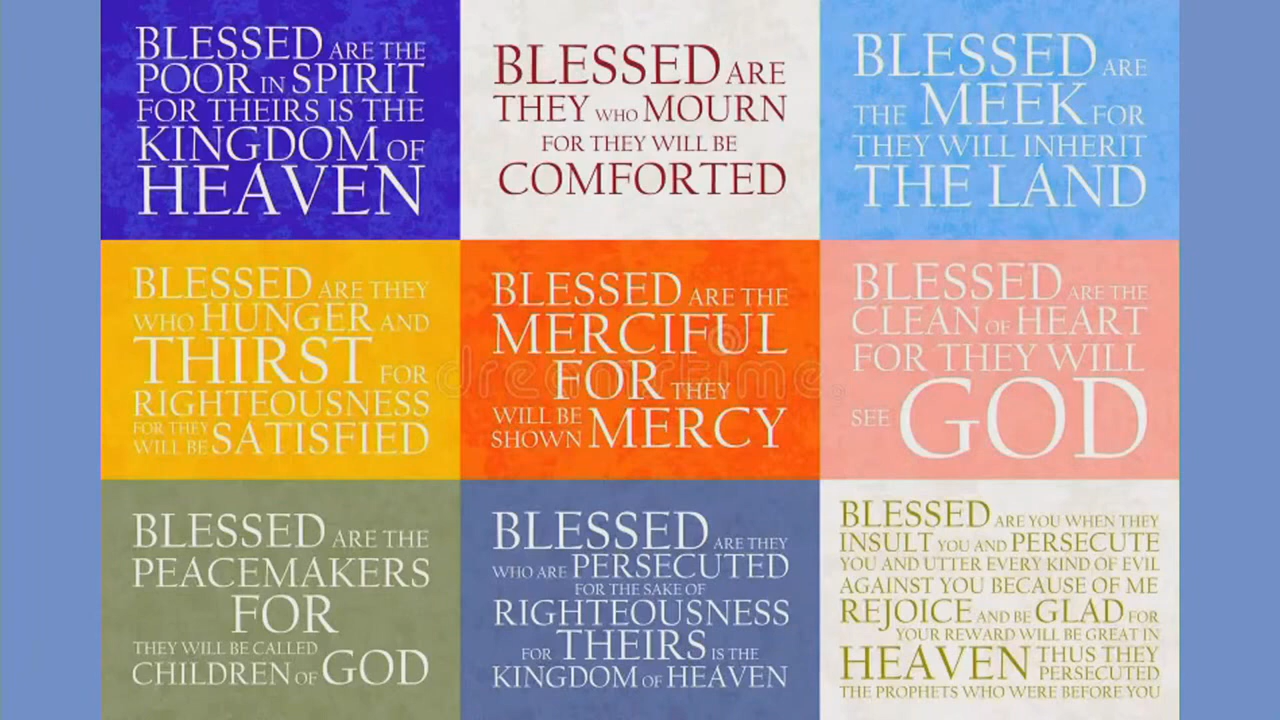 BLESSED ARE THE
POOR IN SPIRIT
FOR THEIRS IS THE
KINGDOM OF
HEAVEN
BLESSED ARE
THEY WHO MOURN
FOR THEY WILL BE
COMFORTED
BLESSED ARE
THE MEEK FOR
THEY WILL INHERIT
THE LAND
BLESSED ARE THEY
WHO HUNGER AND
THIRST FOR
RIGHTEOUSNESS
FOR THEY
WILL BE SATISFIED
BLESSED ARE THE
MERCIFUL
FOR THEY
WILL BE
SHOWN MERCY
BLESSED ARE THE
CLEAN OF HEART
FOR THEY WILL
SEE GOD
BLESSED ARE THE
PEACEMAKERS
FOR
THEY WILL BE CALLED
CHILDREN OF GOD
BLESSED ARE THEY
WHO ARE PERSECUTED
FOR THE SAKE OF
RIGHTEOUSNESS
FOR THEIRS IS THE
KINGDOM OF HEAVEN
BLESSED ARE YOU WHEN THEY
INSULT YOU AND PERSECUTE
YOU AND UTTER EVERY KIND OF EVIL
AGAINST YOU BECAUSE OF ME
REJOICE AND BE GLAD FOR
YOUR REWARD WILL BE GREAT IN
HEAVEN THUS THEY
PERSECUTED
THE PROPHETS WHO WERE BEFORE YOU
dreamstime.